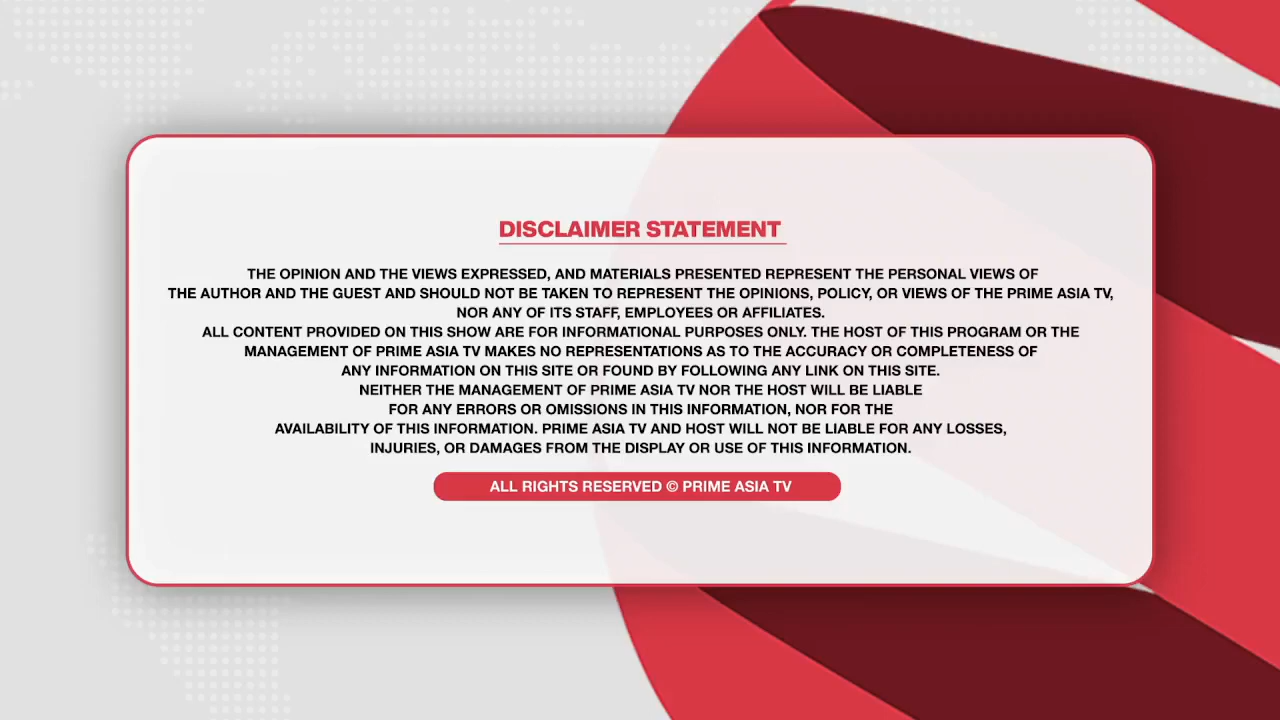 DISCLAIMER STATEMENT
THE OPINION AND THE VIEWS EXPRESSED, AND MATERIALS PRESENTED REPRESENT THE PERSONAL VIEWS OF
THE AUTHOR AND THE GUEST AND SHOULD NOT BE TAKEN TO REPRESENT THE OPINIONS, POLICY, OR VIEWS OF THE PRIME ASIA TV,
NOR ANY OF ITS STAFF, EMPLOYEES OR AFFILIATES.
ALL CONTENT PROVIDED ON THIS SHOW ARE FOR INFORMATIONAL PURPOSES ONLY. THE HOST OF THIS PROGRAM OR THE
MANAGEMENT OF PRIME ASIA TV MAKES NO REPRESENTATIONS AS TO THE ACCURACY OR COMPLETENESS OF
ANY INFORMATION ON THIS SITE OR FOUND BY FOLLOWING ANY LINK ON THIS SITE.
NEITHER THE MANAGEMENT OF PRIME ASIA TV NOR THE HOST WILL BE LIABLE
FOR ANY ERRORS OR OMISSIONS IN THIS INFORMATION, NOR FOR THE
AVAILABILITY OF THIS INFORMATION. PRIME ASIA TV AND HOST WILL NOT BE LIABLE FOR ANY LOSSES,
INJURIES, OR DAMAGES FROM THE DISPLAY OR USE OF THIS INFORMATION.
ALL RIGHTS RESERVED © PRIME ASIA TV